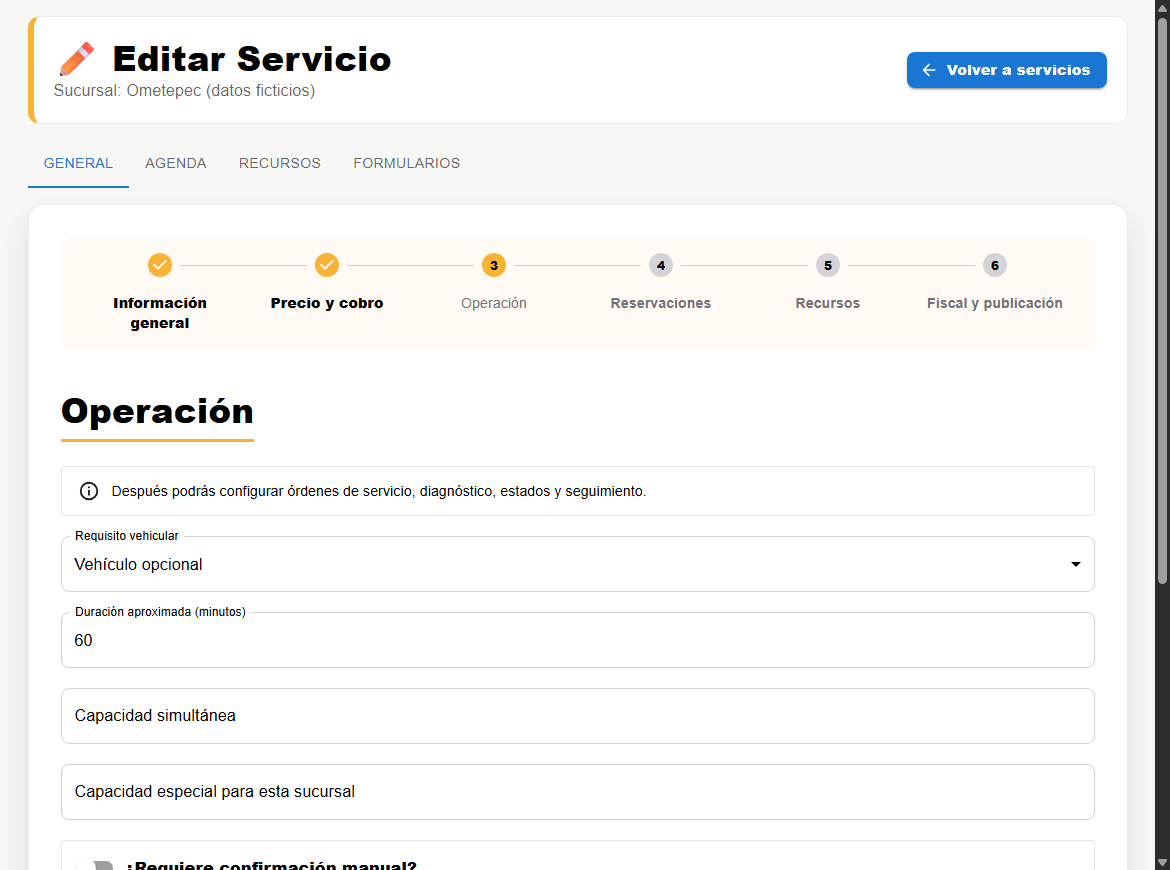 Editar Servicio
Sucursal: Ometepec (datos ficticios)
Volver a servicios
GENERAL AGENDA RECURSOS FORMULARIOS
3 4 5 6
Información general Precio y cobro Operación Reservaciones Recursos Fiscal y publicación
Operación
Después podrás configurar órdenes de servicio, diagnóstico, estados y seguimiento.
Requisito vehicular
Vehículo opcional
Duración aproximada (minutos)
60
Capacidad simultánea
Capacidad especial para esta sucursal
¿Requiere confirmación manual?